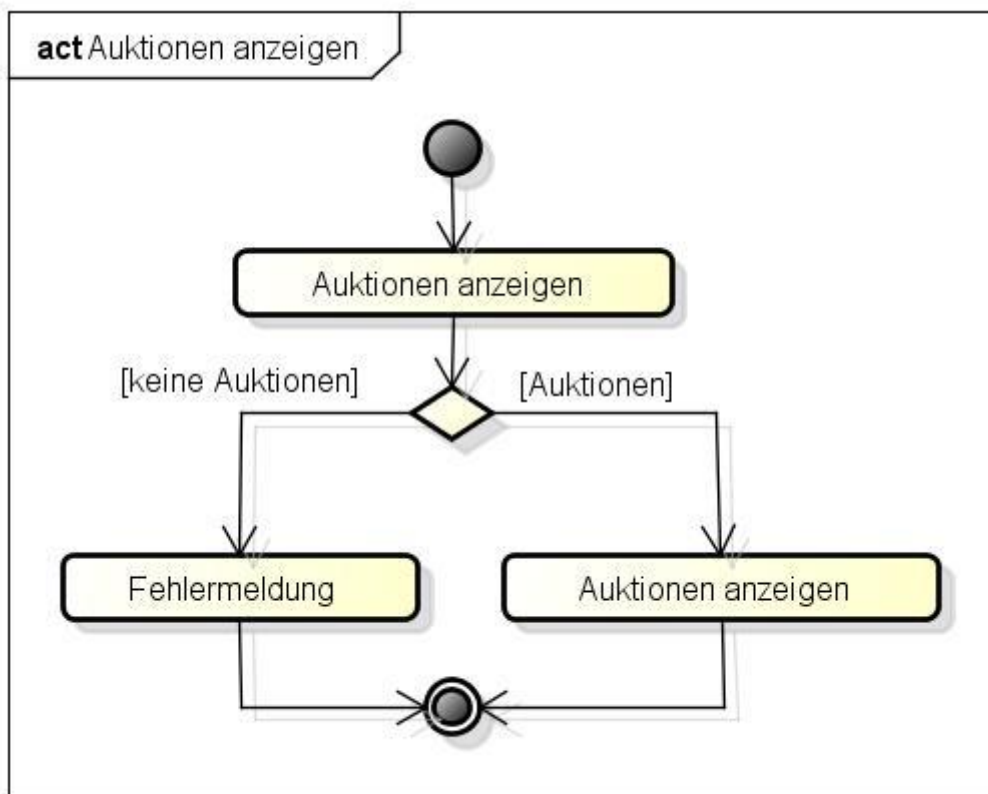 act Auktionen anzeigen
Auktionen anzeigen
[keine Auktionen]
[Auktionen]
Fehlermeldung
Auktionen anzeigen